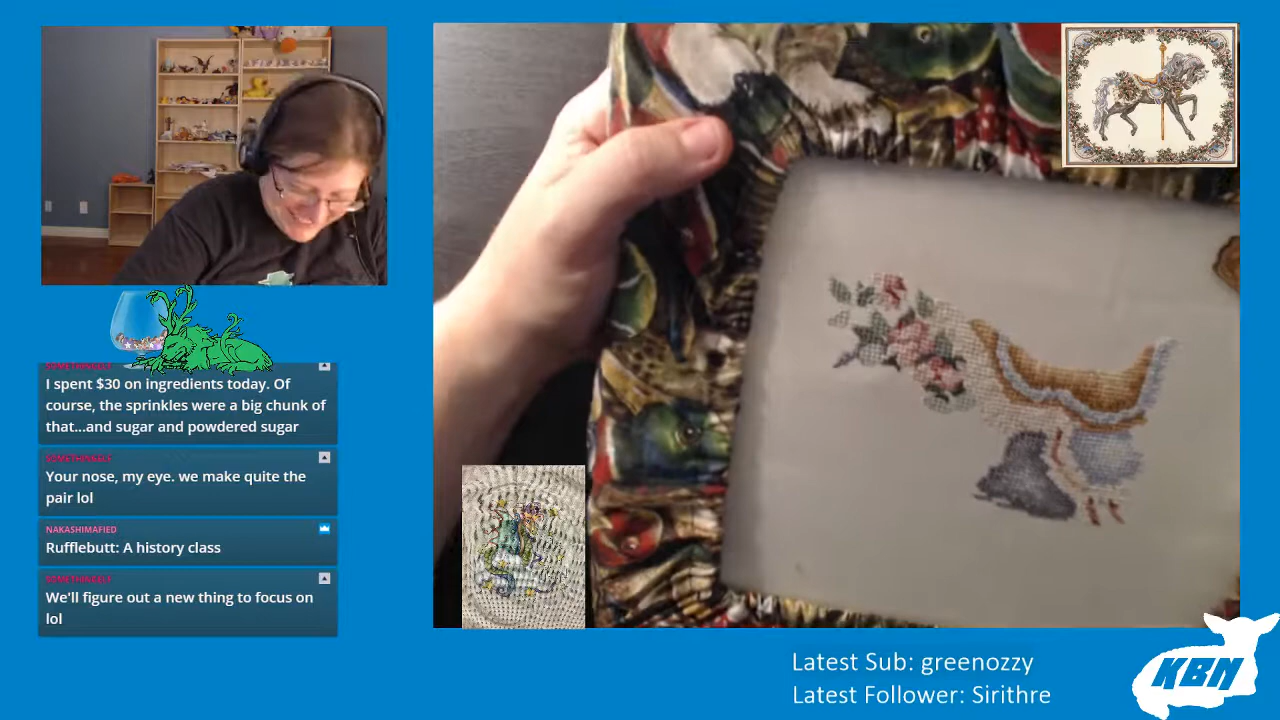 I spent $30 on ingredients today. Of
course, the sprinkles were a big chunk of
that...and sugar and powdered sugar
Your nose, my eye. we make quite the
pair lol
NAKASHIMAFIED
Rufflebutt: A history class
We'll figure out a new thing to focus on
lol
Latest Sub: greenozzy
Latest Follower: Sirithre
KBN